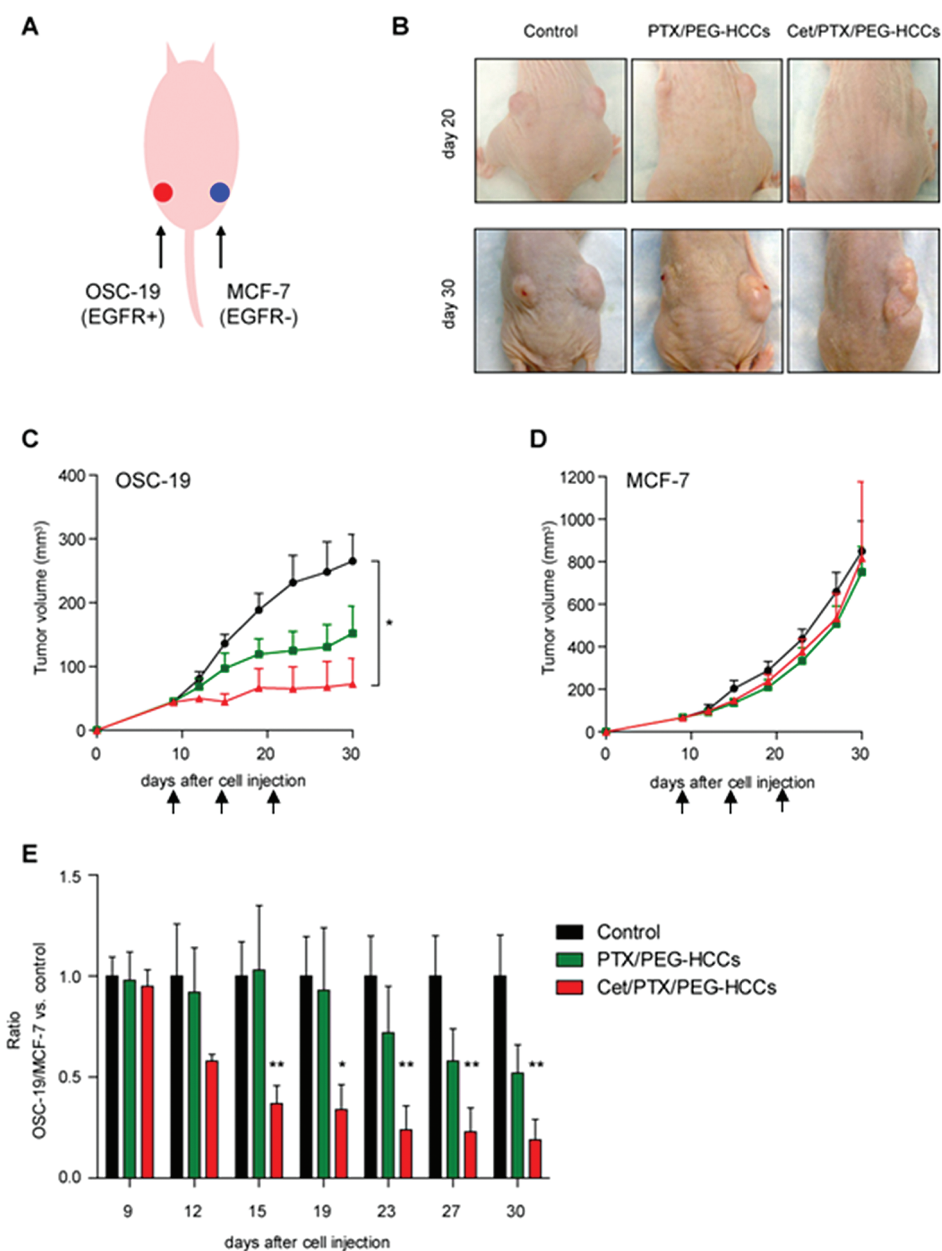 A
OSC-19
(EGFR+)
MCF-7
(EGFR-)
B
Control
PTX/PEG-HCCs
Cet/PTX/PEG-HCCs
day 20
day 30
C
OSC-19
Tumor volume (mm³)
400
300
200
100
0
*
0
10
20
30
days after cell injection
D
MCF-7
Tumor volume (mm³)
1200
1000
800
600
400
200
0
0
10
20
30
days after cell injection
E
Ratio
OSC-19/MCF-7 vs. control
1.5
1.0
0.5
0.0
**
*
**
**
**
9
12
15
19
23
27
30
days after cell injection
Control
PTX/PEG-HCCs
Cet/PTX/PEG-HCCs